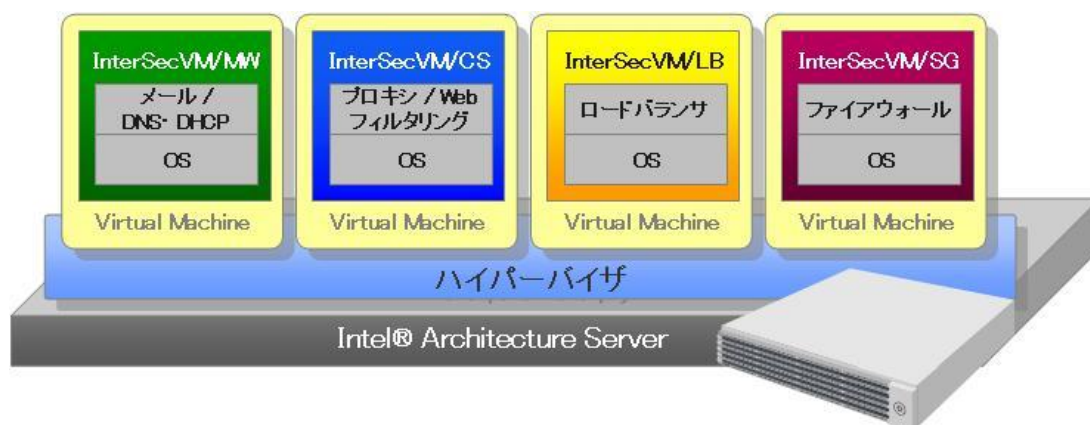 InterSecVM/MW
メール /
DNS・DHCP
OS
Virtual Machine
InterSecVM/CS
プロキシ / Web
フィルタリング
OS
Virtual Machine
InterSecVM/LB
ロードバランサ
OS
Virtual Machine
InterSecVM/SG
ファイアウォール
OS
Virtual Machine
ハイパーバイザ
Intel® Architecture Server